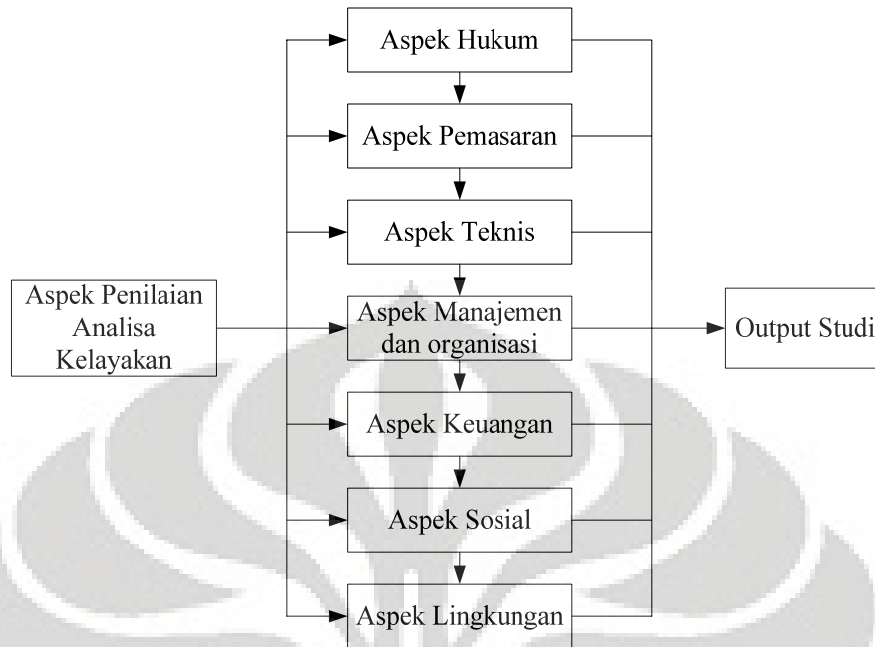 Aspek Hukum
Aspek Pemasaran
Aspek Teknis
Aspek Penilaian
Analisa
Kelayakan
Aspek Manajemen
dan organisasi
Output Studi
Aspek Keuangan
Aspek Sosial
Aspek Lingkungan